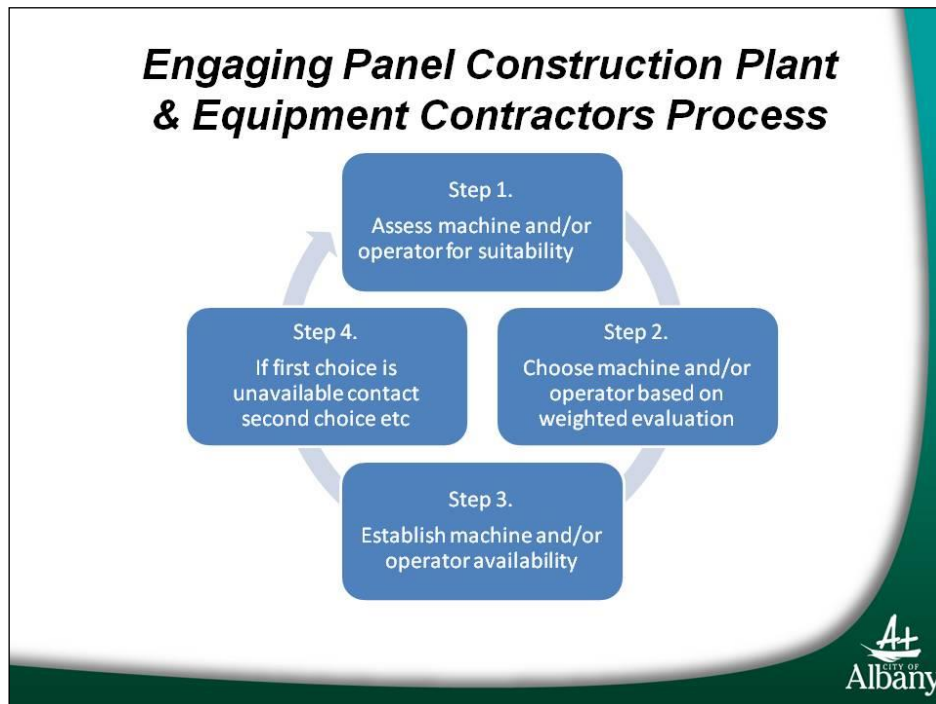 Engaging Panel Construction Plant
& Equipment Contractors Process
Step 1.
Assess machine and/or
operator for suitability
Step 2.
Choose machine and/or
operator based on
weighted evaluation
Step 3.
Establish machine and/or
operator availability
Step 4.
If first choice is
unavailable contact
second choice etc
CITY OF
Albany